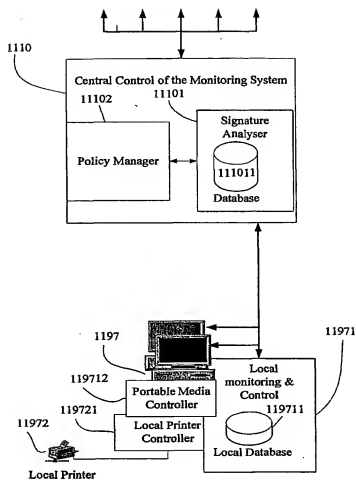 1110
Central Control of the Monitoring System
11102
11101
Signature
Analyser
Policy Manager
111011
Database
1197
11971
119712
Local
monitoring &
Control
Portable Media
Controller
119711
119721
11972
Local Printer
Controller
Local Database
Local Printer